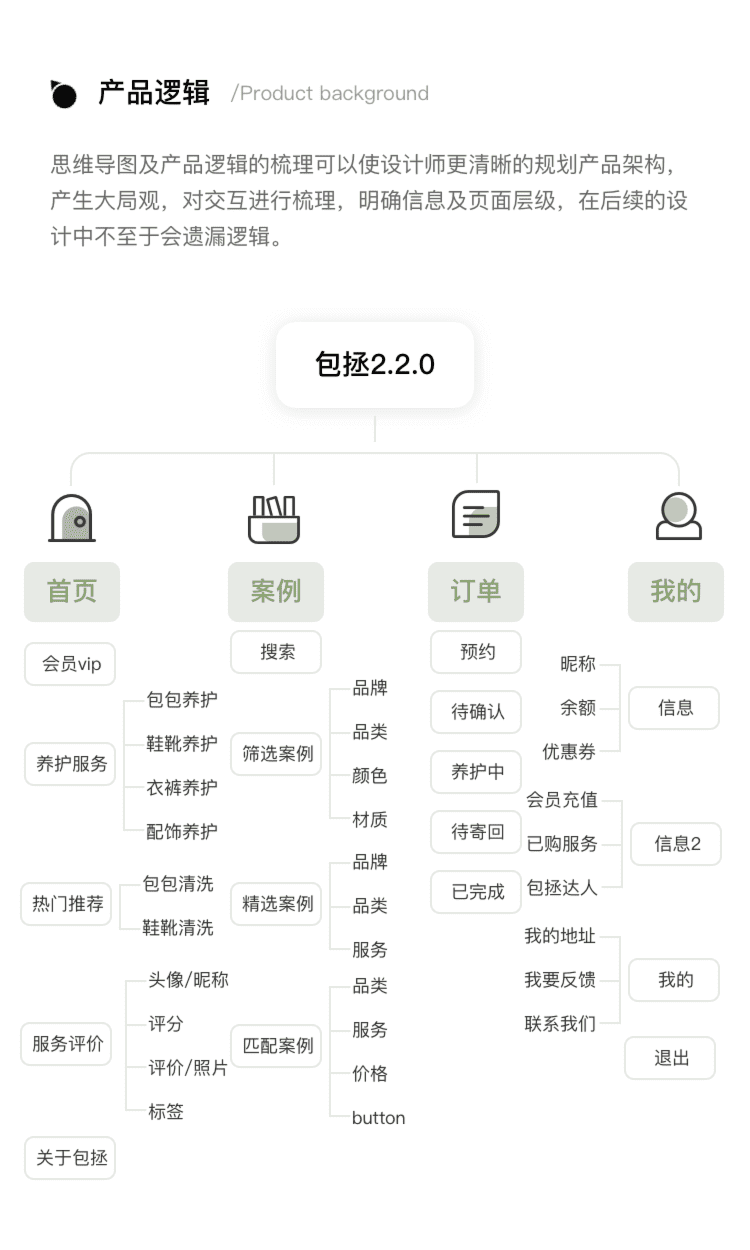 产品逻辑 /Product background
思维导图及产品逻辑的梳理可以使设计师更清晰的规划产品架构，
产生大局观，对交互进行梳理，明确信息及页面层级，在后续的设
计中不至于会遗漏逻辑。
包拯2.2.0
首页
会员vip
养护服务
包包养护
鞋靴养护
衣裤养护
配饰养护
热门推荐
包包清洗
鞋靴清洗
服务评价
头像/昵称
评分
评价/照片
标签
关于包拯
案例
搜索
筛选案例
品牌
品类
颜色
材质
精选案例
品牌
品类
服务
匹配案例
品类
服务
价格
button
订单
预约
待确认
养护中
待寄回
已完成
我的
昵称
余额
优惠券
信息
会员充值
已购服务
包拯达人
信息2
我的地址
我要反馈
联系我们
我的
退出